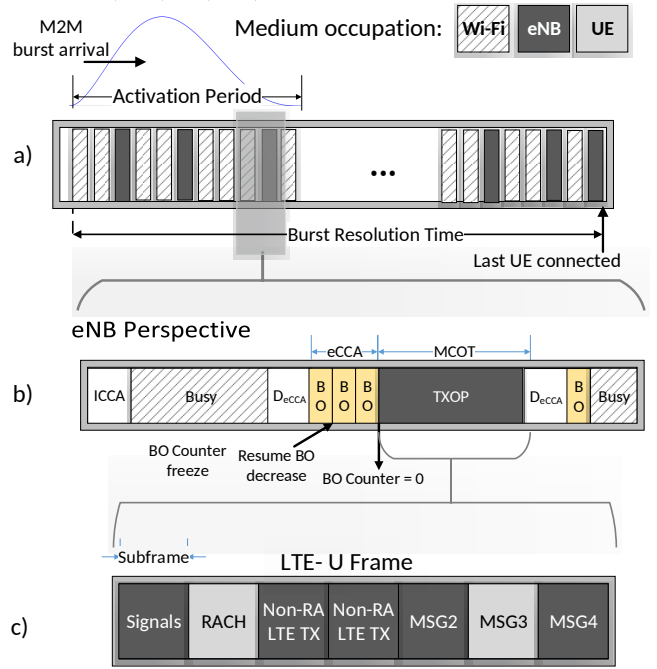 M2M
burst arrival
Medium occupation:
Wi-Fi
eNB
UE
Activation Period
a)
...
Burst Resolution Time
Last UE connected
eNB Perspective
eCCA
MCOT
b)
ICCA
Busy
DeCCA
BO
BO
BO
TXOP
DeCCA
BO
Busy
BO Counter
freeze
Resume BO
decrease
BO Counter = 0
Subframe
LTE- U Frame
c)
Signals
RACH
Non-RA
LTE TX
Non-RA
LTE TX
MSG2
MSG3
MSG4